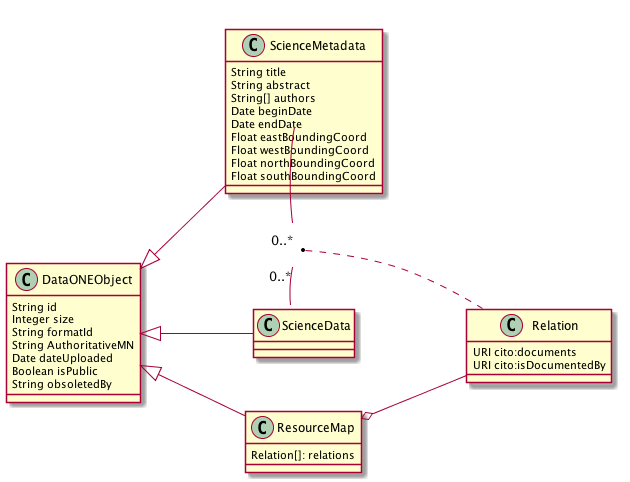 C ScienceMetadata
String title
String abstract
String[] authors
Date beginDate
Date endDate
Float eastBoundingCoord
Float westBoundingCoord
Float northBoundingCoord
Float southBoundingCoord
0..*
0..*
C DataONEObject
String id
Integer size
String formatId
String AuthoritativeMN
Date dateUploaded
Boolean isPublic
String obsoletedBy
C ScienceData
C Relation
URI cito:documents
URI cito:isDocumentedBy
C ResourceMap
Relation[]: relations